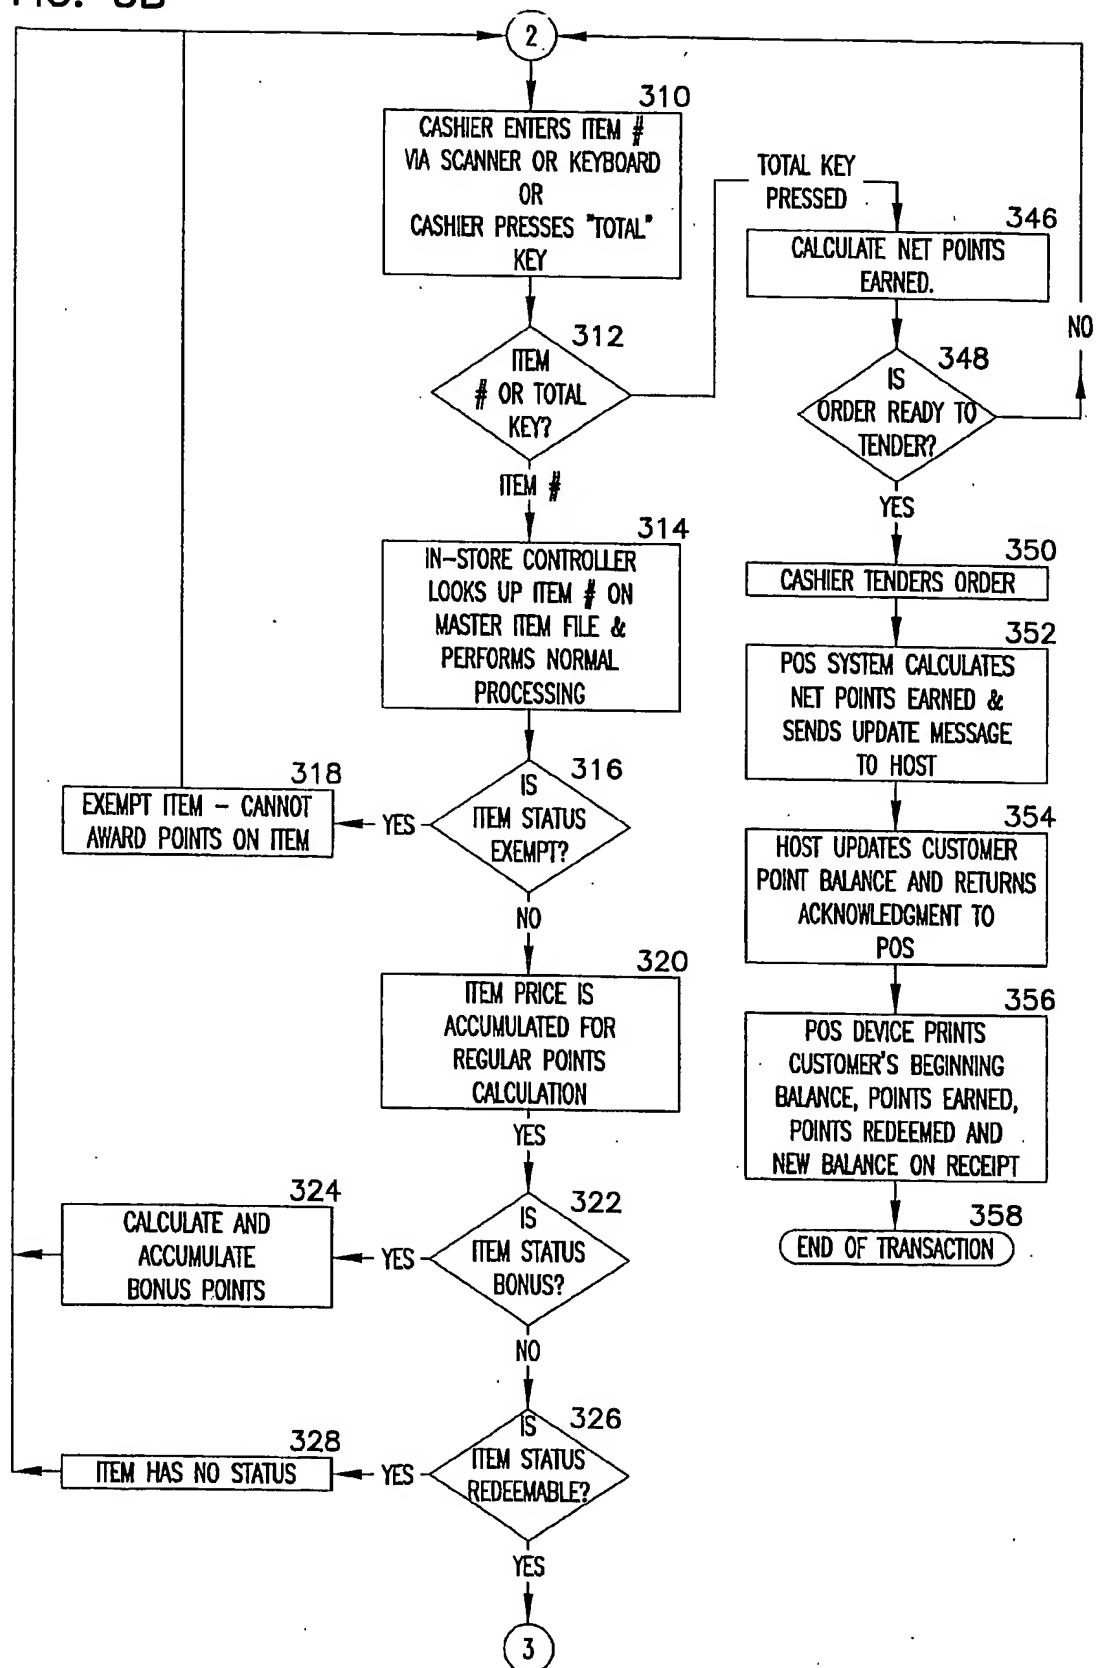 2
310
CASHIER ENTERS ITEM #
VIA SCANNER OR KEYBOARD
OR
CASHIER PRESSES "TOTAL"
KEY
312
ITEM
# OR TOTAL
KEY?
ITEM #
314
IN-STORE CONTROLLER
LOOKS UP ITEM # ON
MASTER ITEM FILE &
PERFORMS NORMAL
PROCESSING
316
IS
ITEM STATUS
EXEMPT?
YES
318
EXEMPT ITEM - CANNOT
AWARD POINTS ON ITEM
NO
320
ITEM PRICE IS
ACCUMULATED FOR
REGULAR POINTS
CALCULATION
YES
322
IS
ITEM STATUS
BONUS?
YES
324
CALCULATE AND
ACCUMULATE
BONUS POINTS
NO
326
IS
ITEM STATUS
REDEEMABLE?
YES
328
ITEM HAS NO STATUS
YES
3
TOTAL KEY
PRESSED
346
CALCULATE NET POINTS
EARNED.
348
IS
ORDER READY TO
TENDER?
NO
YES
350
CASHIER TENDERS ORDER
352
POS SYSTEM CALCULATES
NET POINTS EARNED &
SENDS UPDATE MESSAGE
TO HOST
354
HOST UPDATES CUSTOMER
POINT BALANCE AND RETURNS
ACKNOWLEDGMENT TO
POS
356
POS DEVICE PRINTS
CUSTOMER'S BEGINNING
BALANCE, POINTS EARNED,
POINTS REDEEMED AND
NEW BALANCE ON RECEIPT
358
END OF TRANSACTION